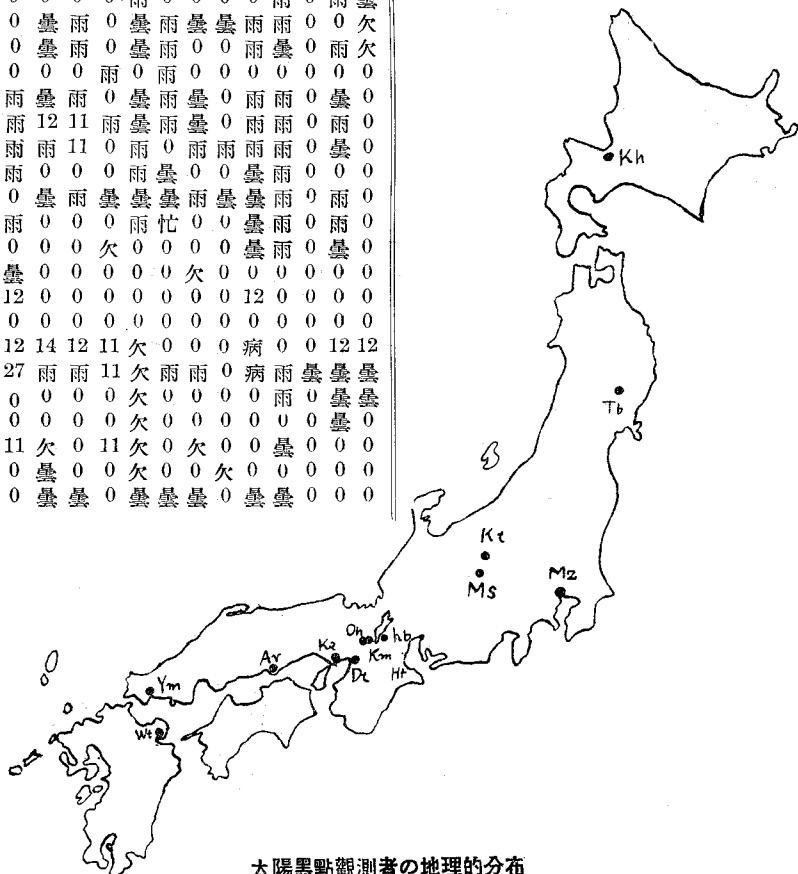 0 曇 雨 0 曇 雨 曇 曇 雨 雨 0 0 欠
0 曇 雨 0 曇 雨 0 0 雨 曇 0 雨 欠
0 0 0 雨 0 雨 0 0 0 0 0 0 0
雨 曇 雨 0 曇 雨 曇 0 雨 雨 0 曇 0
雨 12 11 雨 曇 雨 曇 0 雨 雨 0 雨 0
雨 雨 11 0 雨 0 雨 雨 雨 雨 0 曇 0
雨 0 0 0 雨 曇 0 0 曇 雨 0 0 0
0 曇 雨 曇 曇 曇 雨 曇 曇 雨 0 雨 0
雨 0 0 0 雨 忙 0 0 曇 雨 0 雨 0
0 0 0 欠 0 0 0 0 曇 雨 0 曇 0
曇 0 0 0 0 0 欠 0 0 0 0 0 0
12 0 0 0 0 0 0 0 12 0 0 0 0
0 0 0 0 0 0 0 0 0 0 0 0 0
12 14 12 11 欠 0 0 0 病 0 0 12 12
27 雨 雨 11 欠 雨 雨 0 病 雨 曇 曇 曇
0 0 0 0 欠 0 0 0 0 雨 0 曇 曇
0 0 0 0 欠 0 0 0 0 0 0 曇 0
11 欠 0 11 欠 0 欠 0 0 曇 0 0 0
0 曇 0 0 欠 0 0 欠 0 0 0 0 0
0 曇 曇 0 曇 曇 曇 0 曇 曇 0 0 0
Kh
Tb
Kt
Ms
Mz
Oh
hb
Km
Kz
Dt
Ht
Ar
Ym
Wt
太陽黑點觀測者の地理的分布